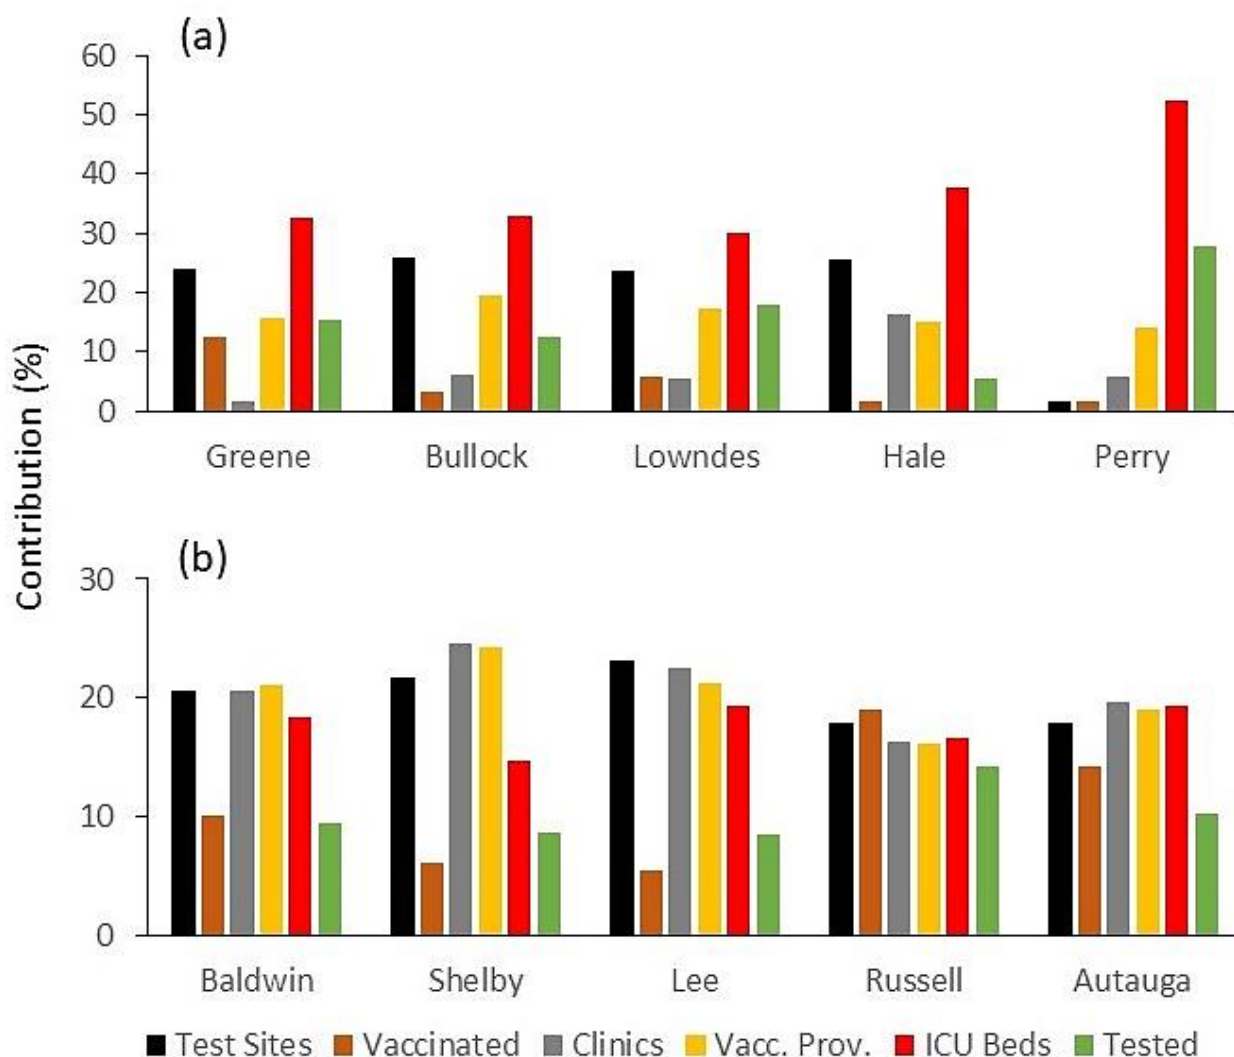 (a)
60
50
40
30
20
10
0
Greene Bullock Lowndes Hale Perry
Contribution (%)
(b)
30
20
10
0
Baldwin Shelby Lee Russell Autauga
Test Sites Vaccinated Clinics Vacc. Prov. ICU Beds Tested